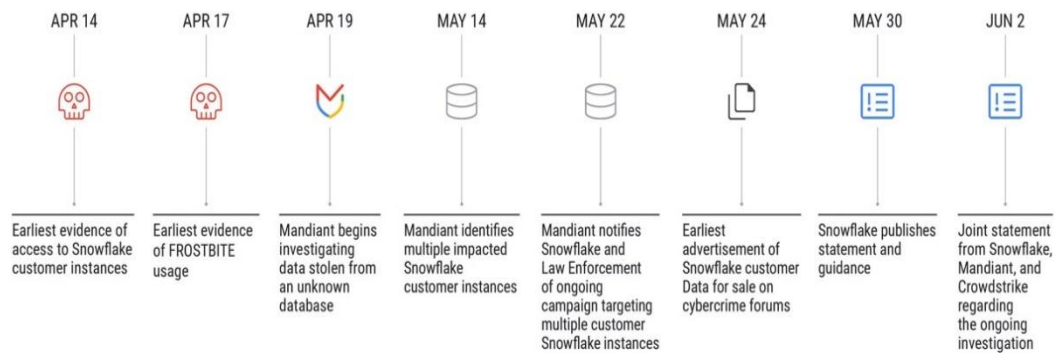 APR 14
APR 17
APR 19
MAY 14
MAY 22
MAY 24
MAY 30
JUN 2
Earliest evidence of
access to Snowflake
customer instances
Earliest evidence
of FROSTBITE
usage
Mandiant begins
investigating
data stolen from
an unknown
database
Mandiant identifies
multiple impacted
Snowflake
customer instances
Mandiant notifies
Snowflake and
Law Enforcement
of ongoing
campaign targeting
multiple customer
Snowflake instances
Earliest
advertisement of
Snowflake customer
Data for sale on
cybercrime forums
Snowflake publishes
statement and
guidance
Joint statement
from Snowflake,
Mandiant, and
Crowdstrike
regarding
the ongoing
investigation